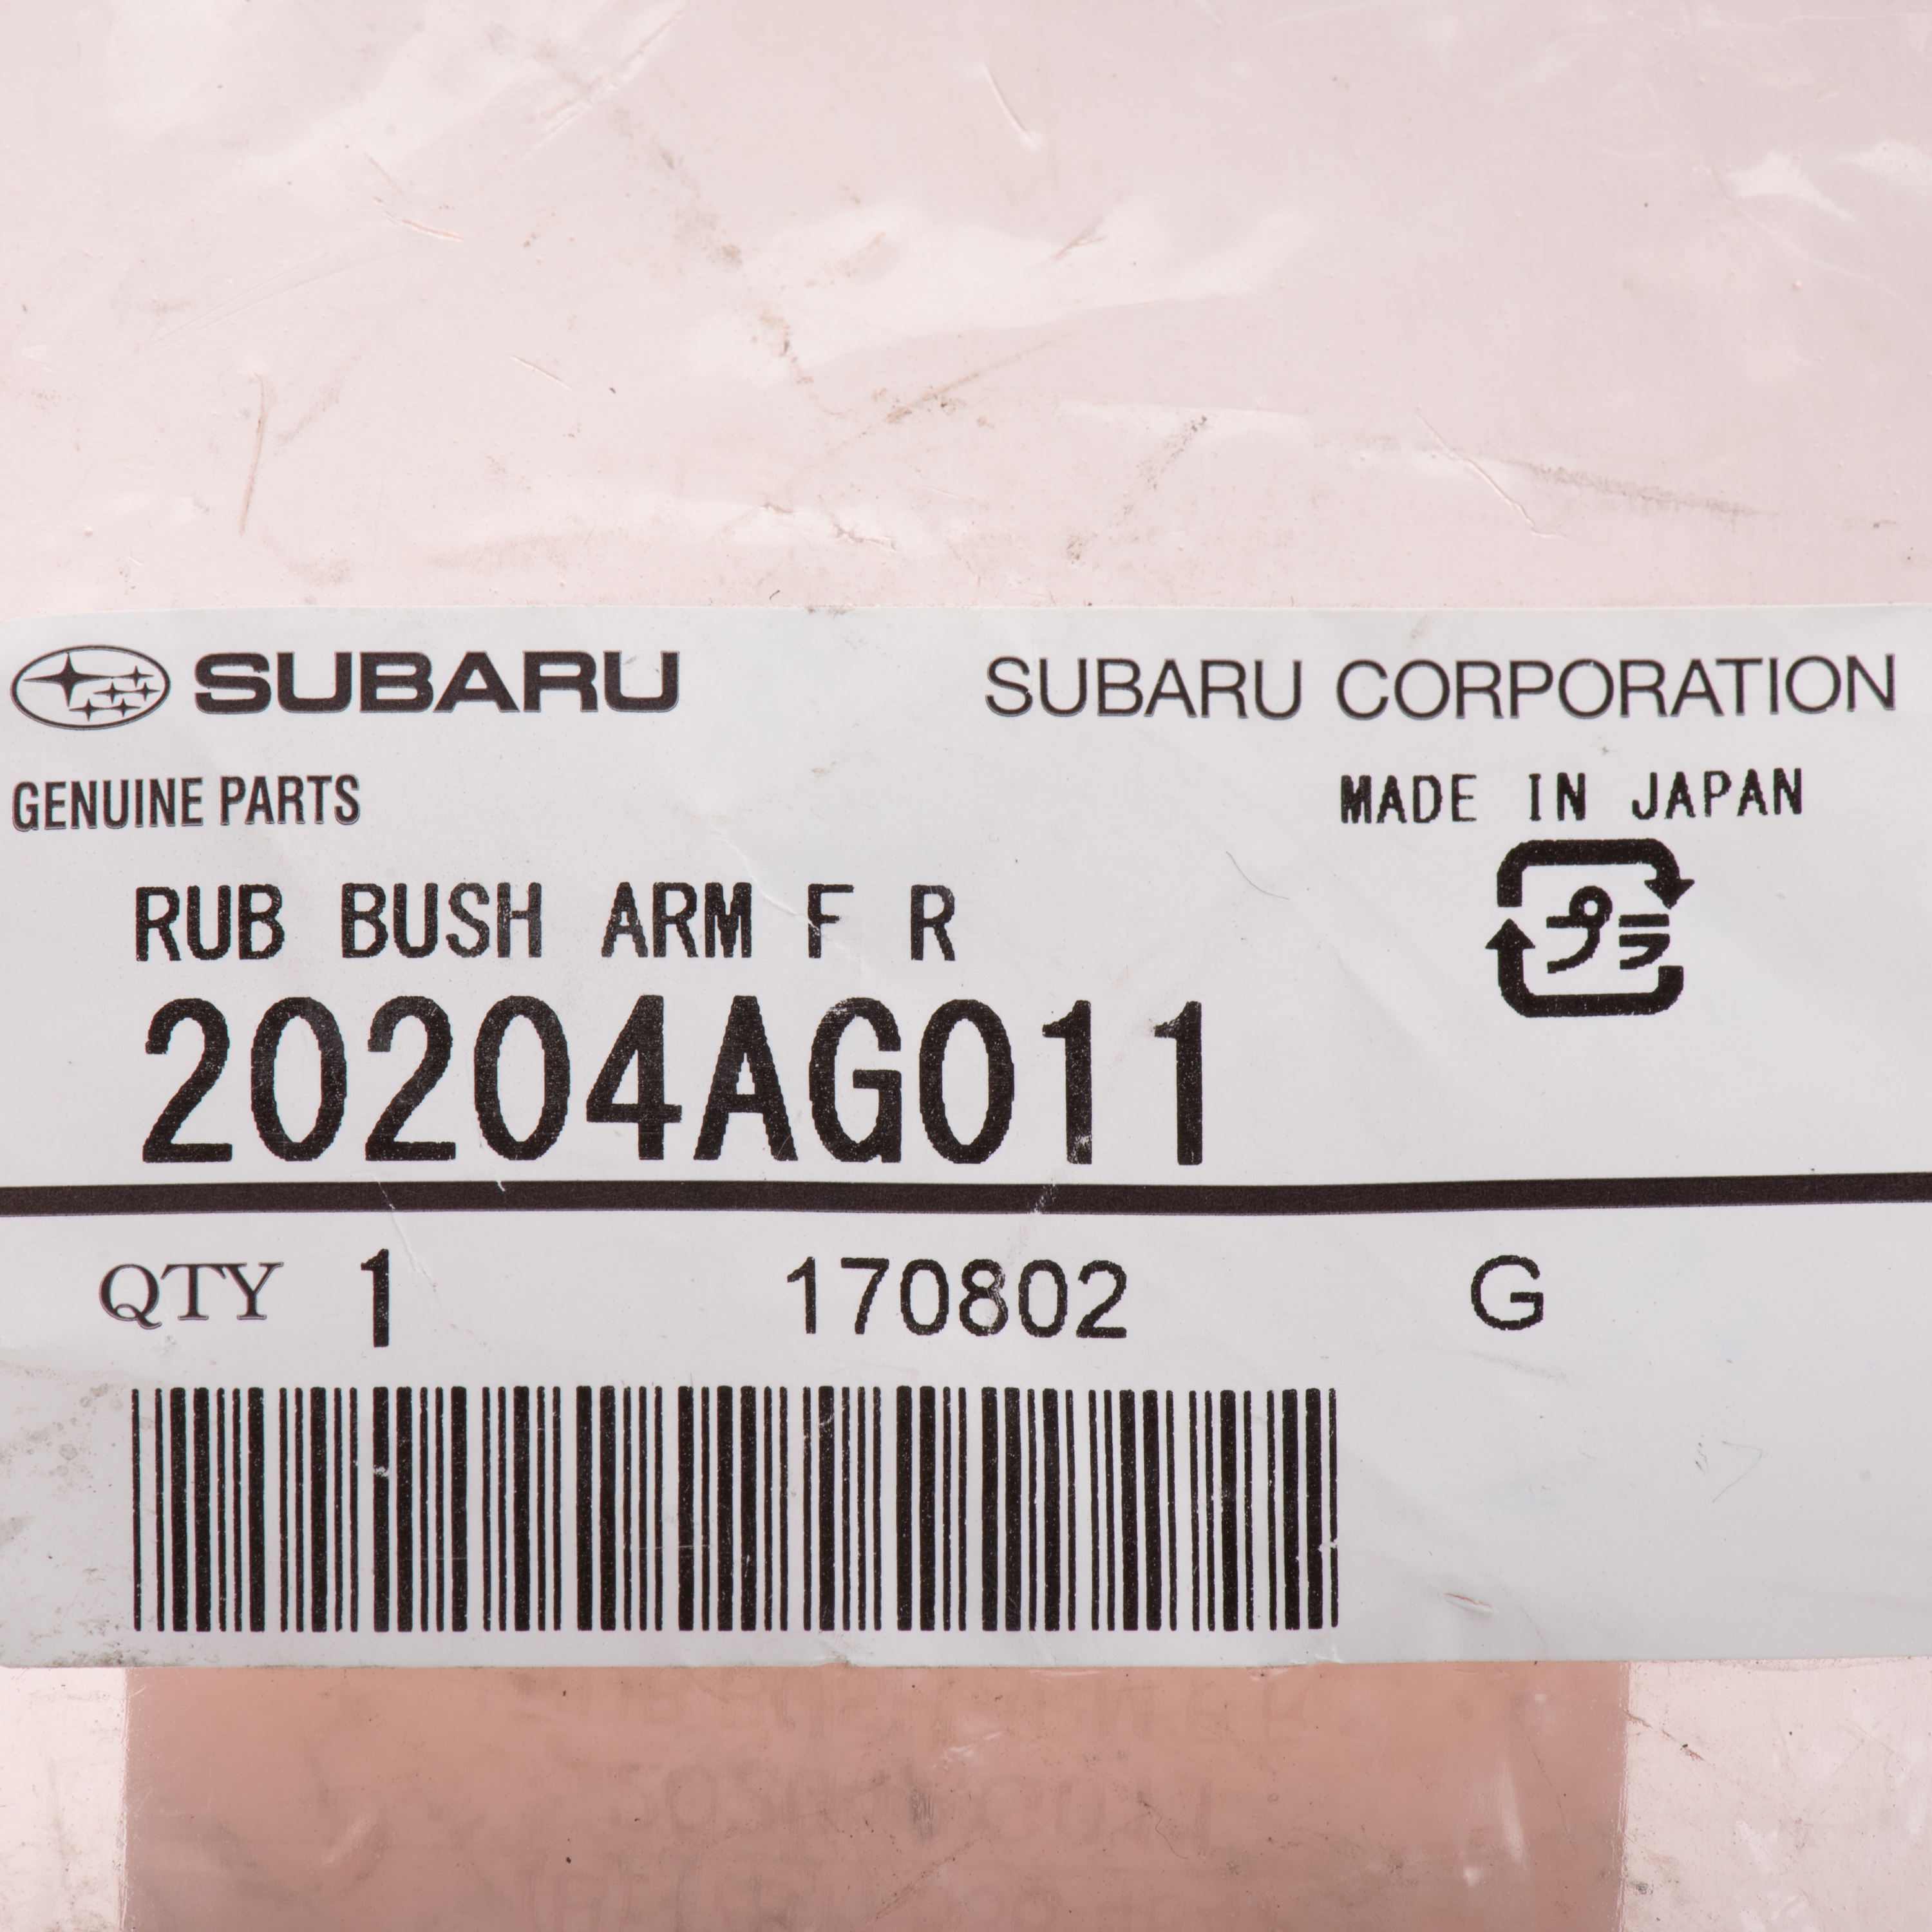 SUBARU SUBARU CORPORATION
GENUINE PARTS MADE IN JAPAN
プラ
RUB BUSH ARM F R
20204AG011
QTY 1 170802 G